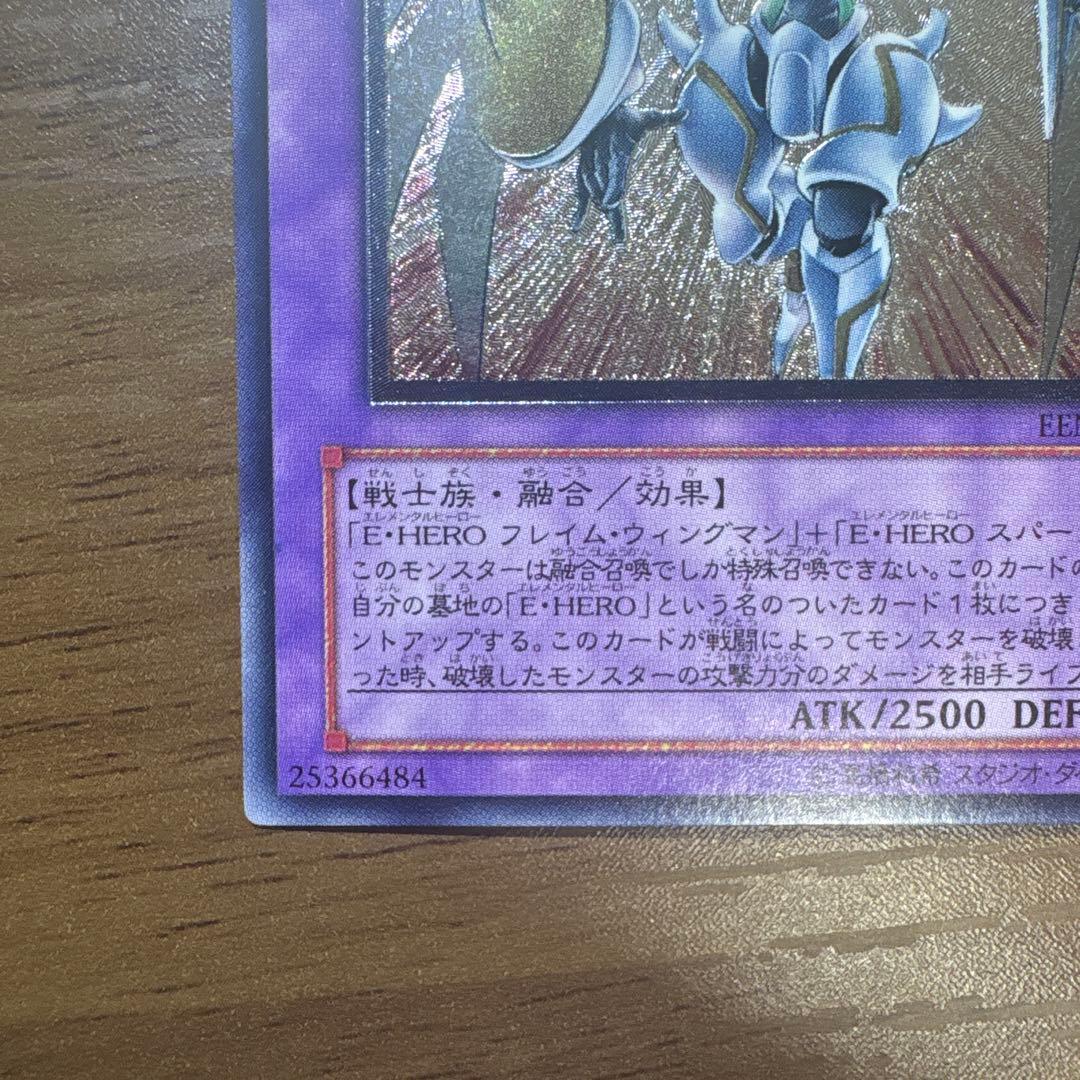 EEN
【戦士族・融合／効果】
「E・HERO フレイム・ウィングマン」＋「E・HERO スパー
このモンスターは融合召喚でしか特殊召喚できない。このカードの
自分の墓地の「E・HERO」という名のついたカード1枚につき
ントアップする。このカードが戦闘によってモンスターを破壊
った時、破壊したモンスターの攻撃力分のダメージを相手ライフ
ATK/2500 DEF
25366484 スタジオ・ダイ